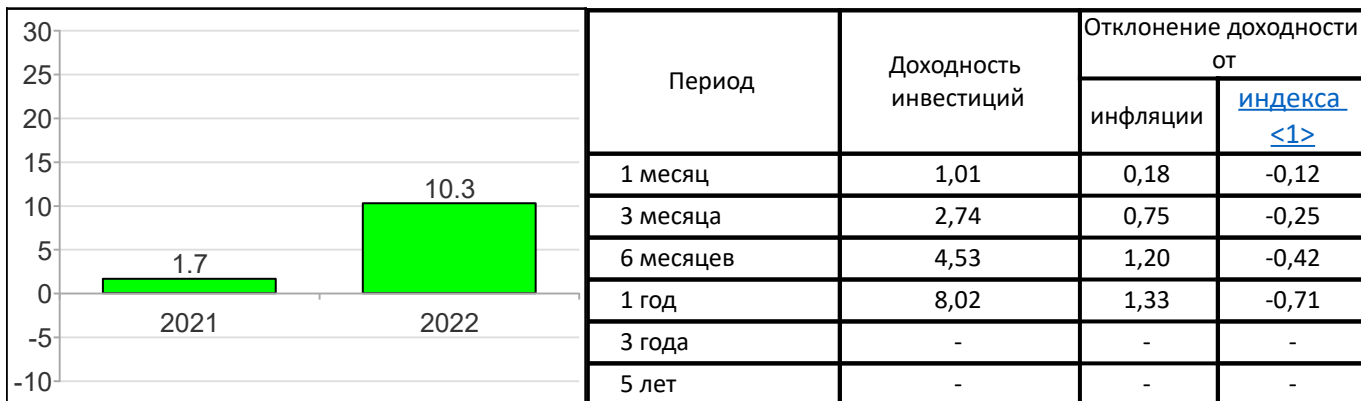 30
25
20
15
10
5
0
-5
-10
1.7
10.3
2021
2022
Период
Доходность
инвестиций
Отклонение доходности
от
инфляции
индекса
<1>
1 месяц 1,01 0,18 -0,12
3 месяца 2,74 0,75 -0,25
6 месяцев 4,53 1,20 -0,42
1 год 8,02 1,33 -0,71
3 года - - -
5 лет - - -